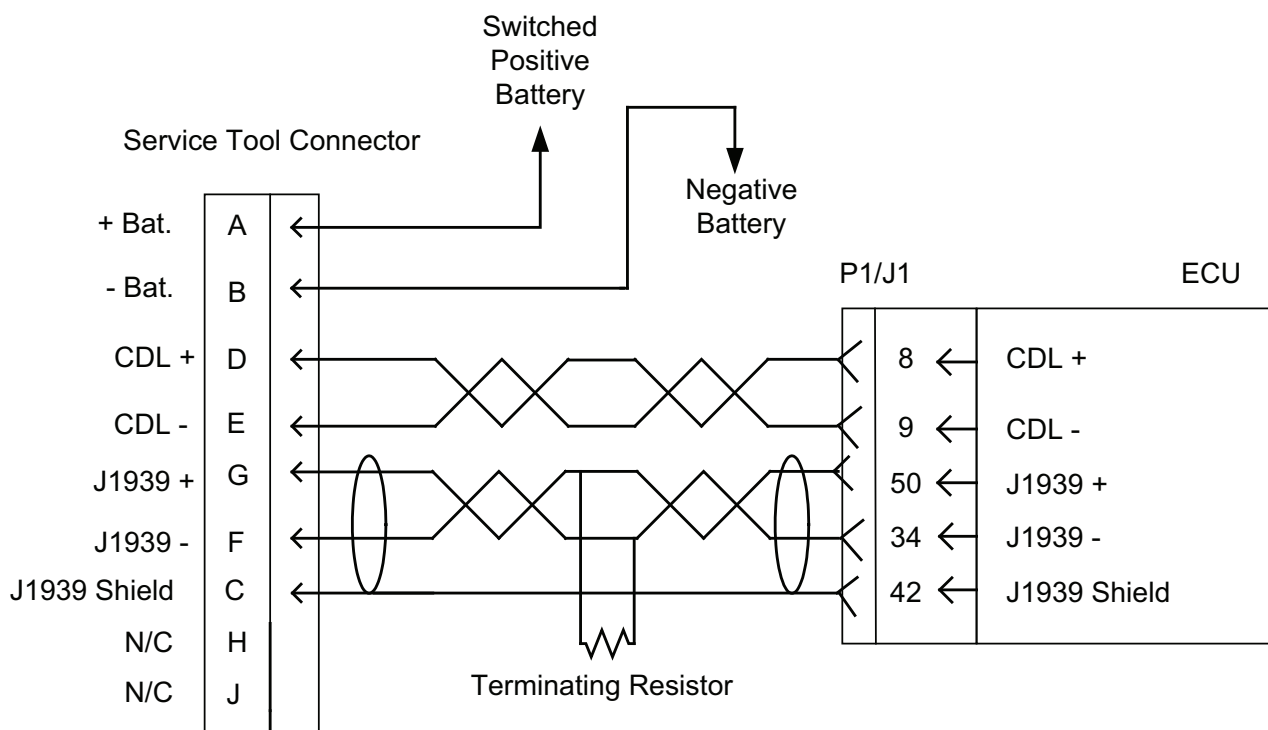 Switched
Positive
Battery
Service Tool Connector
Negative
Battery
+ Bat.
A
- Bat.
B
P1/J1
ECU
CDL +
D
8
CDL +
CDL -
E
9
CDL -
J1939 +
G
50
J1939 +
J1939 -
F
34
J1939 -
J1939 Shield
C
42
J1939 Shield
N/C
H
N/C
J
Terminating Resistor